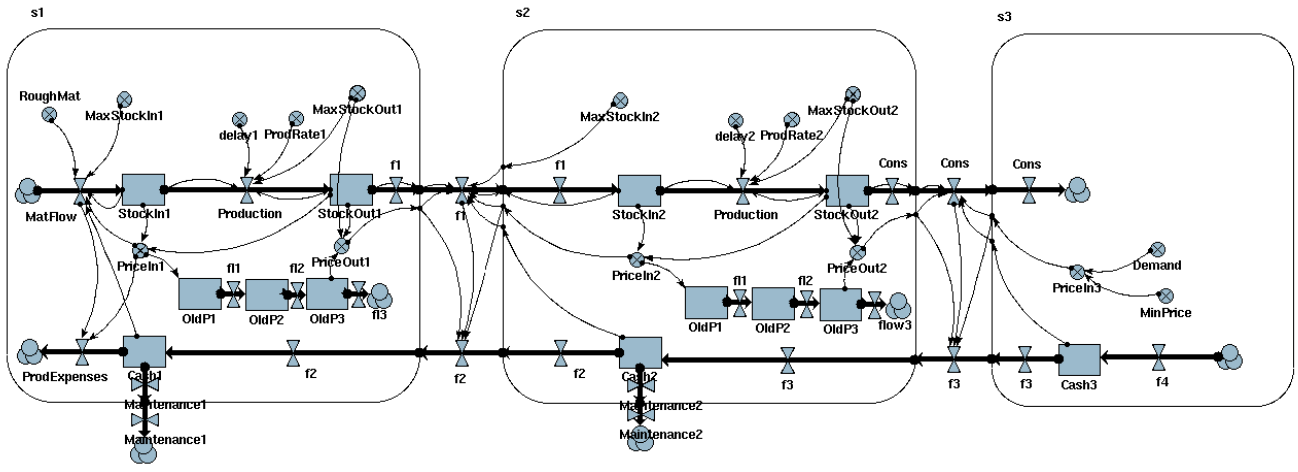 s1
s2
s3
RoughMat
MaxStockIn1
MaxStockOut1
delay1
ProdRate1
f1
MatFlow
StockIn1
Production
StockOut1
f1
PriceIn1
PriceOut1
fl1
fl2
OldP1
OldP2
OldP3
fl3
ProdExpenses
Cash1
f2
f2
Maintenance1
Maintenance1
MaxStockIn2
MaxStockOut2
delay2
ProdRate2
f1
Cons
Cons
Cons
StockIn2
Production
StockOut2
PriceIn2
PriceOut2
fl1
fl2
OldP1
OldP2
OldP3
flow3
f2
Cash2
f3
f3
f3
Maintenance2
Maintenance2
Demand
PriceIn3
MinPrice
Cash3
f4